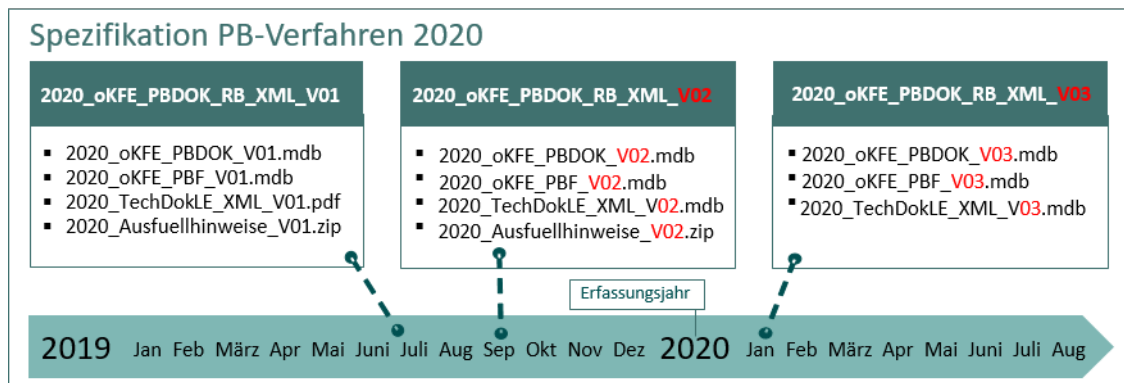 Spezifikation PB-Verfahren 2020
2020_oKFE_PBDOK_RB_XML_V01
▪ 2020_oKFE_PBDOK_V01.mdb
▪ 2020_oKFE_PBF_V01.mdb
▪ 2020_TechDokLE_XML_V01.pdf
▪ 2020_Ausfuellhinweise_V01.zip
2020_oKFE_PBDOK_RB_XML_V02
▪ 2020_oKFE_PBDOK_V02.mdb
▪ 2020_oKFE_PBF_V02.mdb
▪ 2020_TechDokLE_XML_V02.mdb
▪ 2020_Ausfuellhinweise_V02.zip
2020_oKFE_PBDOK_RB_XML_V03
▪ 2020_oKFE_PBDOK_V03.mdb
▪ 2020_oKFE_PBF_V03.mdb
▪ 2020_TechDokLE_XML_V03.mdb
Erfassungsjahr
2019 Jan Feb März Apr Mai Juni Juli Aug Sep Okt Nov Dez 2020 Jan Feb März Apr Mai Juni Juli Aug